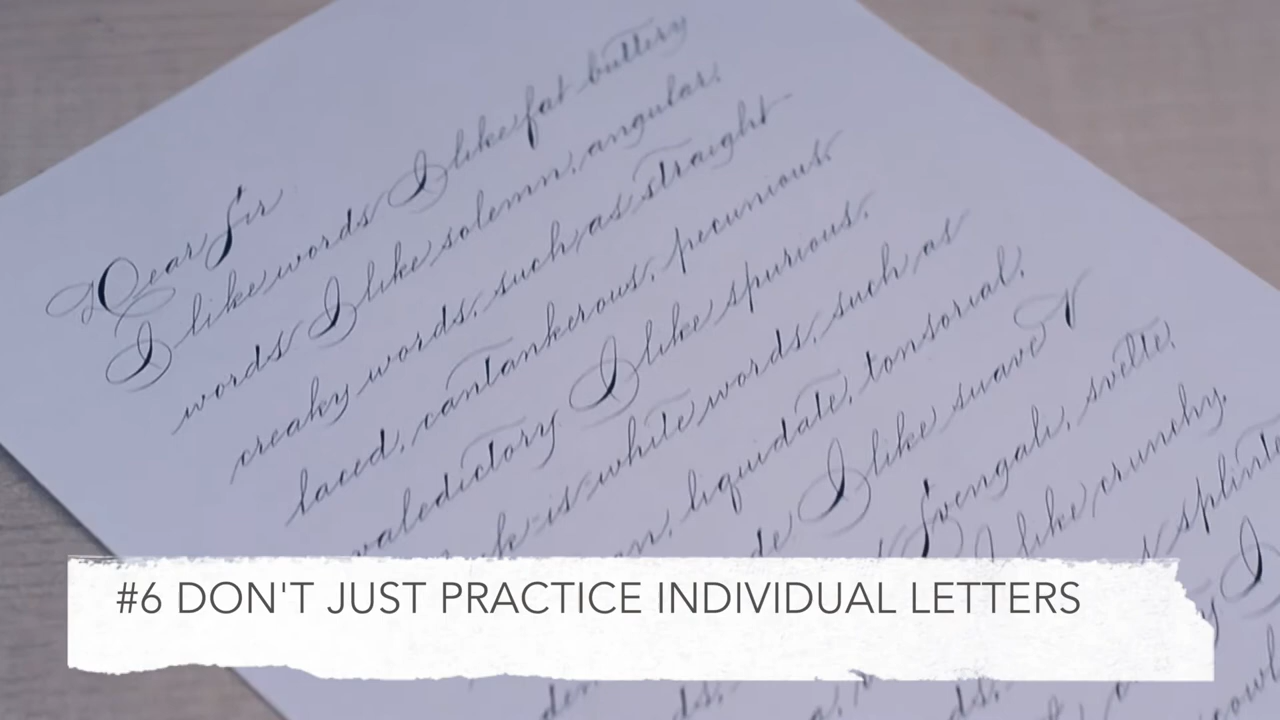 Dear Sir
I like words I like fat buttery
words I like solemn, angular,
creaky words, such as straight
laced, cantankerous, pecunious,
valedictory I like spurious,
is white words, such as
liquidate, tonsorial,
I like suave V
Svengali, svelte,
I like crunchy,
I
#6 DON'T JUST PRACTICE INDIVIDUAL LETTERS